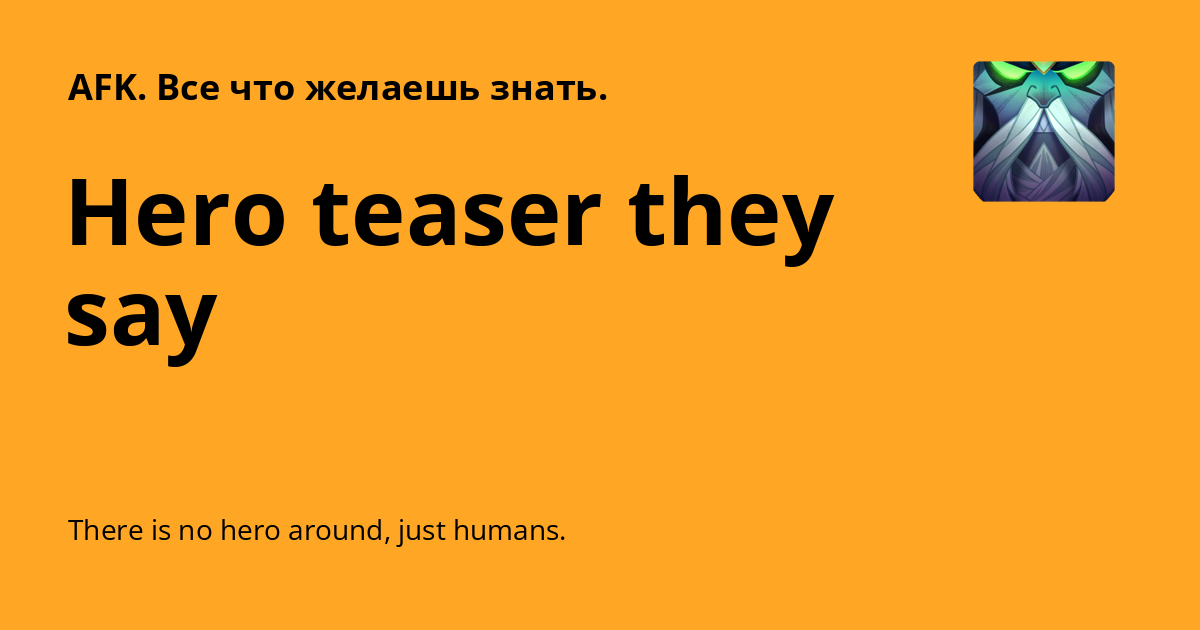 AFK. Все что желаешь знать.
Hero teaser they
say
There is no hero around, just humans.